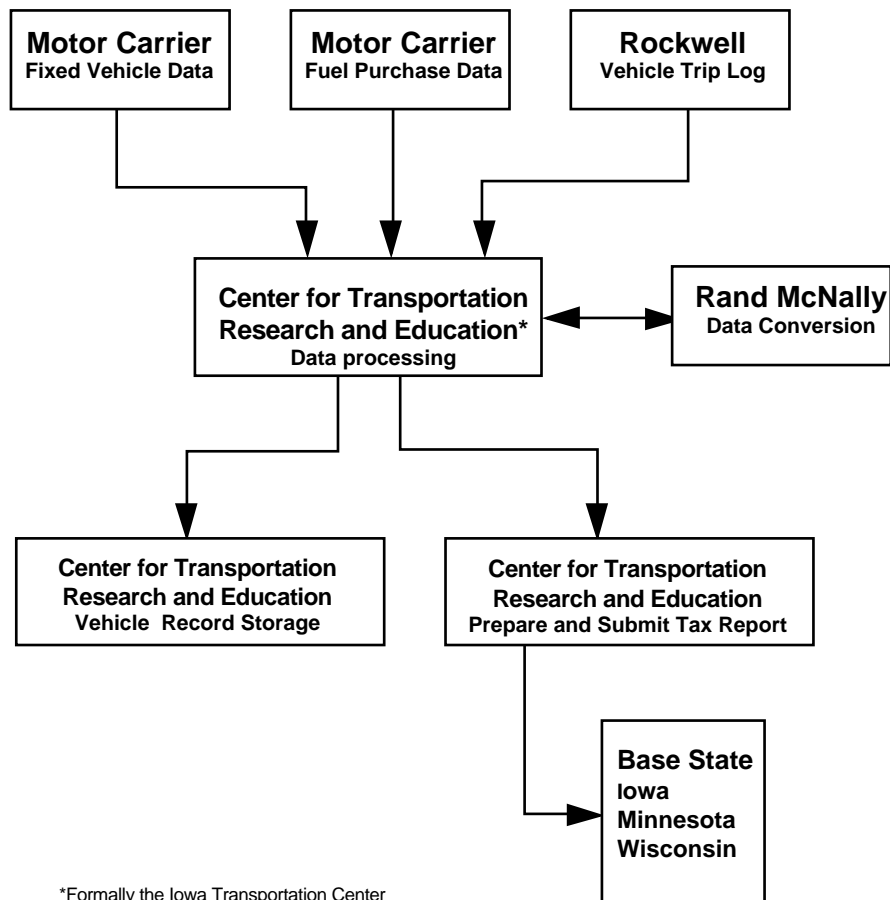 Motor Carrier
Fixed Vehicle Data
Motor Carrier
Fuel Purchase Data
Rockwell
Vehicle Trip Log
Center for Transportation
Research and Education*
Data processing
Rand McNally
Data Conversion
Center for Transportation
Research and Education
Vehicle Record Storage
Center for Transportation
Research and Education
Prepare and Submit Tax Report
Base State
Iowa
Minnesota
Wisconsin
*Formally the Iowa Transportation Center